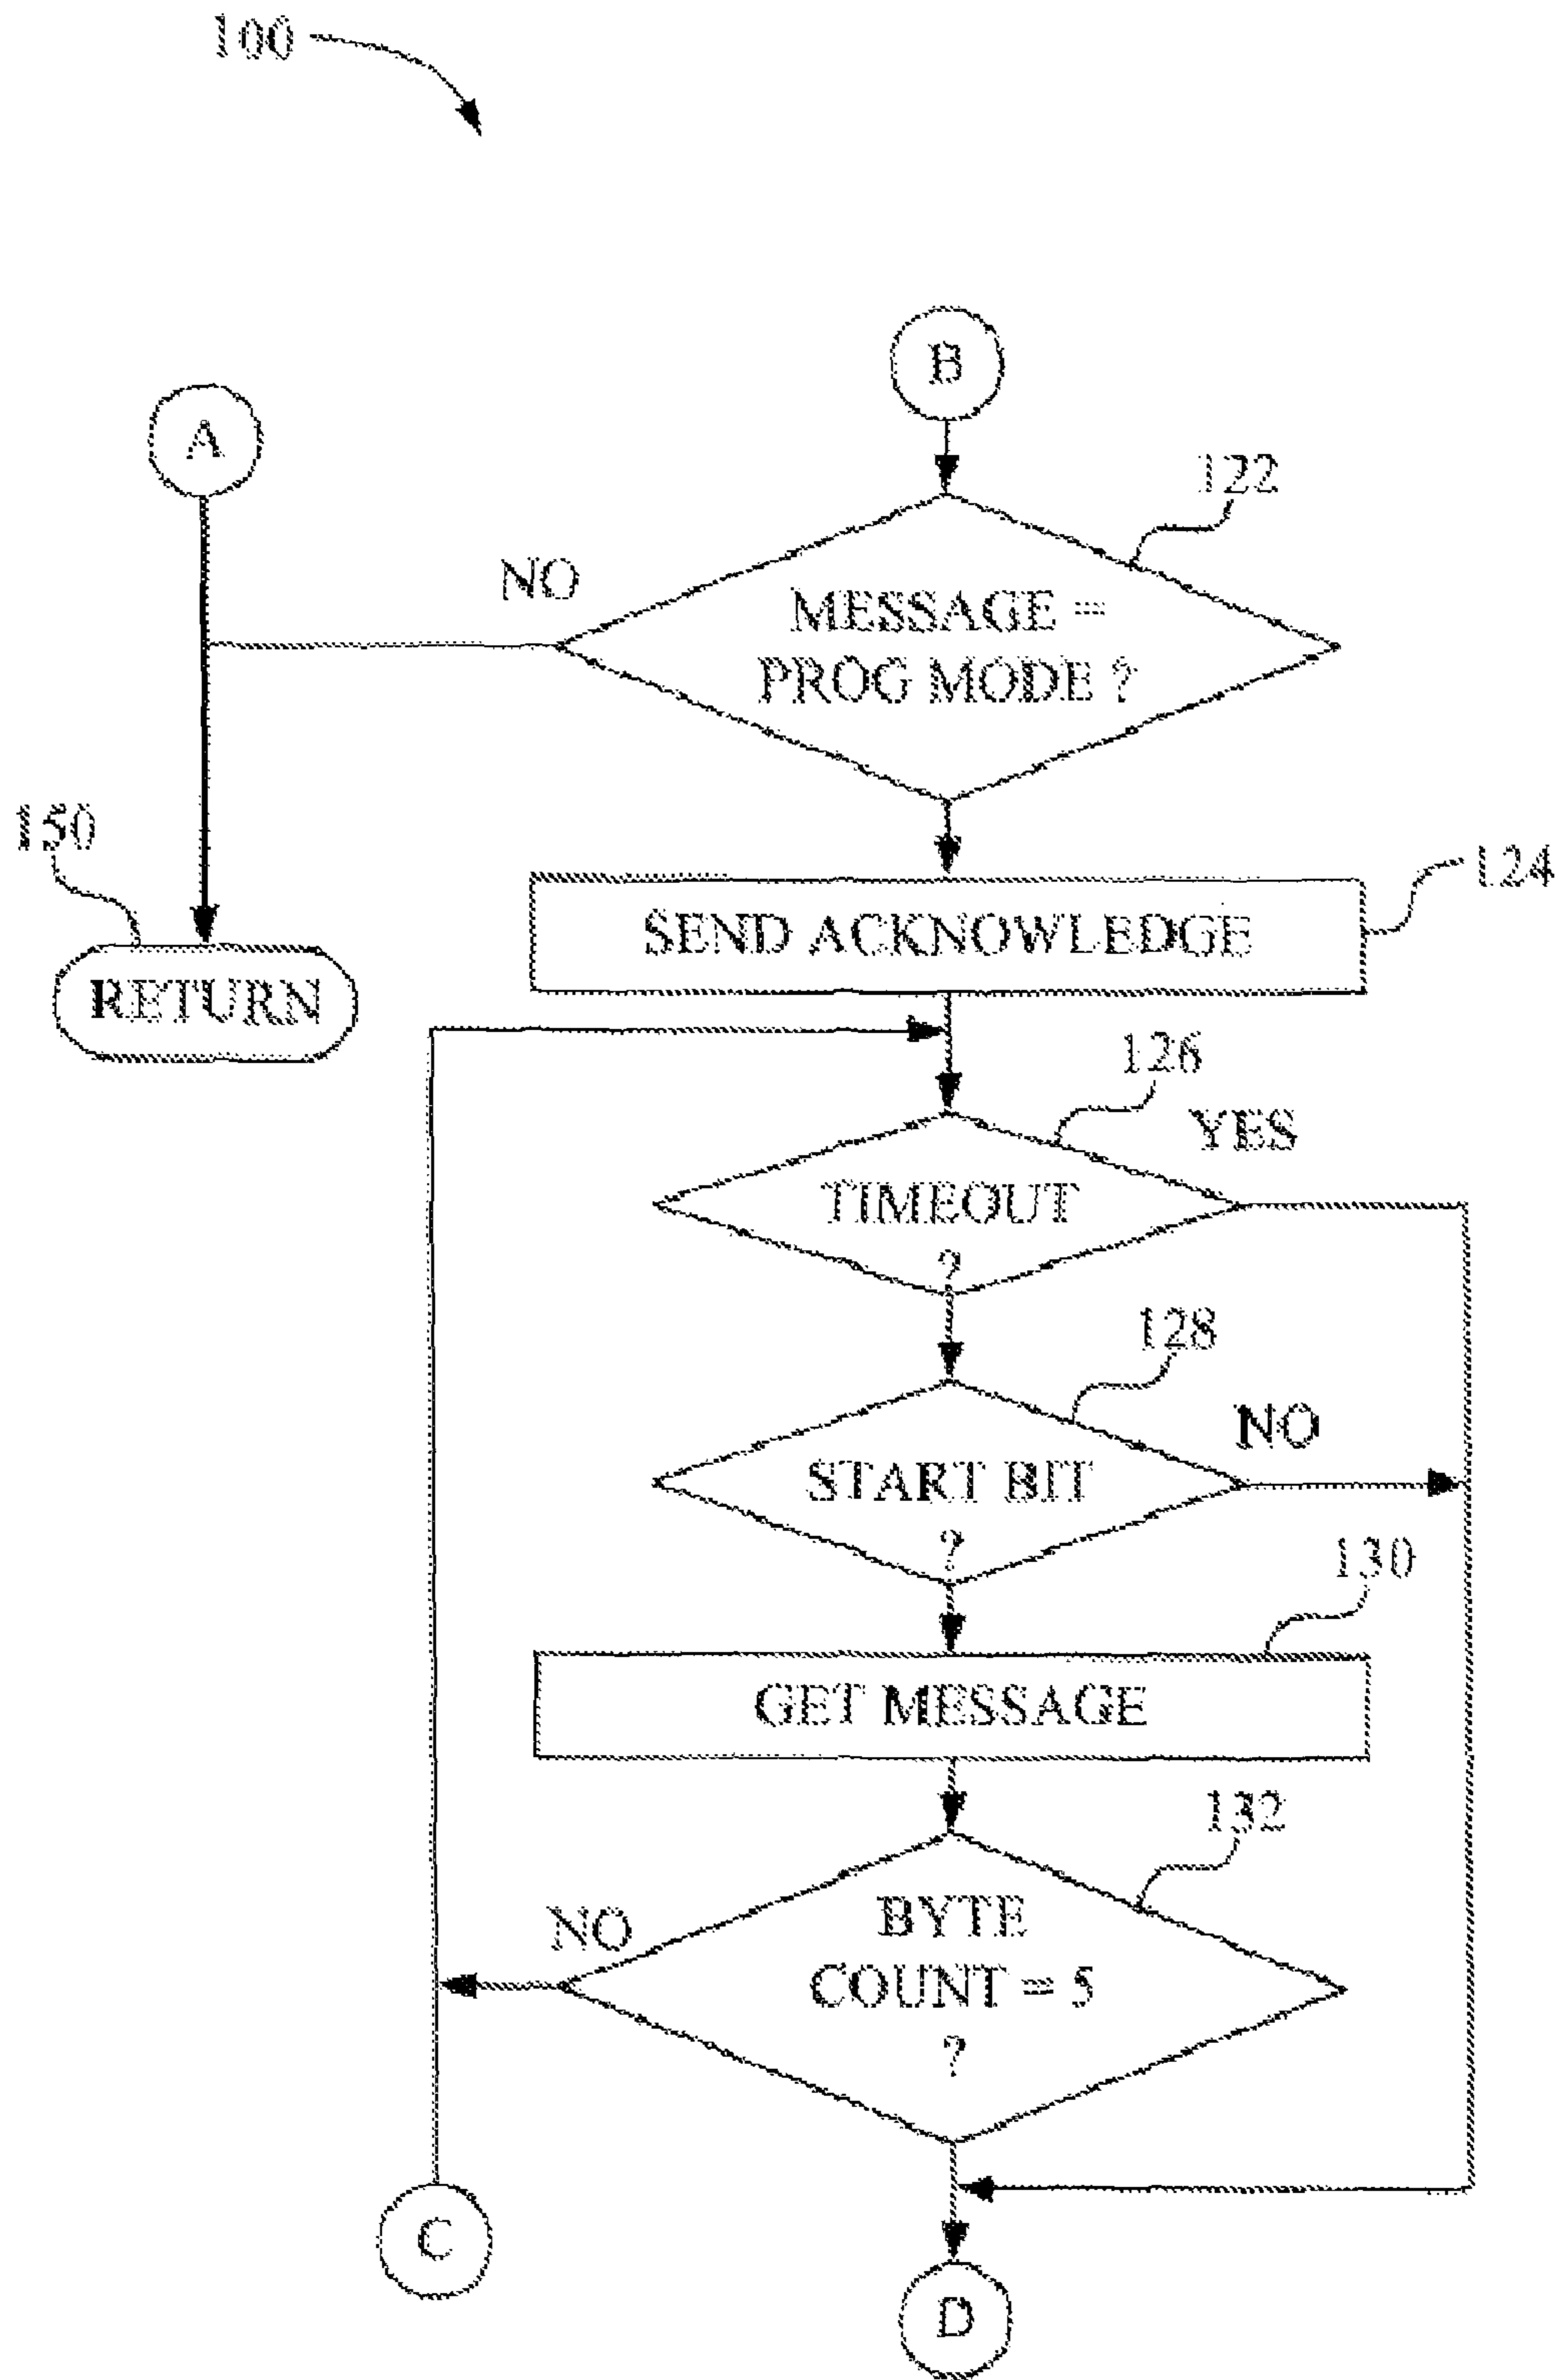 100
B
A
122
NO
MESSAGE =
PROG MODE ?
150
124
SEND ACKNOWLEDGE
RETURN
126
YES
TIMEOUT
?
128
NO
START BIT
?
130
GET MESSAGE
132
NO
BYTE
COUNT = 5
?
C
D